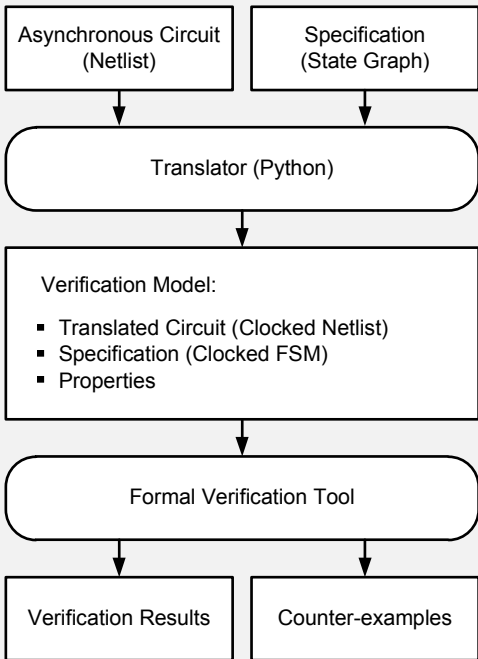 Asynchronous Circuit
(Netlist)
Specification
(State Graph)
Translator (Python)
Verification Model:
▪ Translated Circuit (Clocked Netlist)
▪ Specification (Clocked FSM)
▪ Properties
Formal Verification Tool
Verification Results
Counter-examples